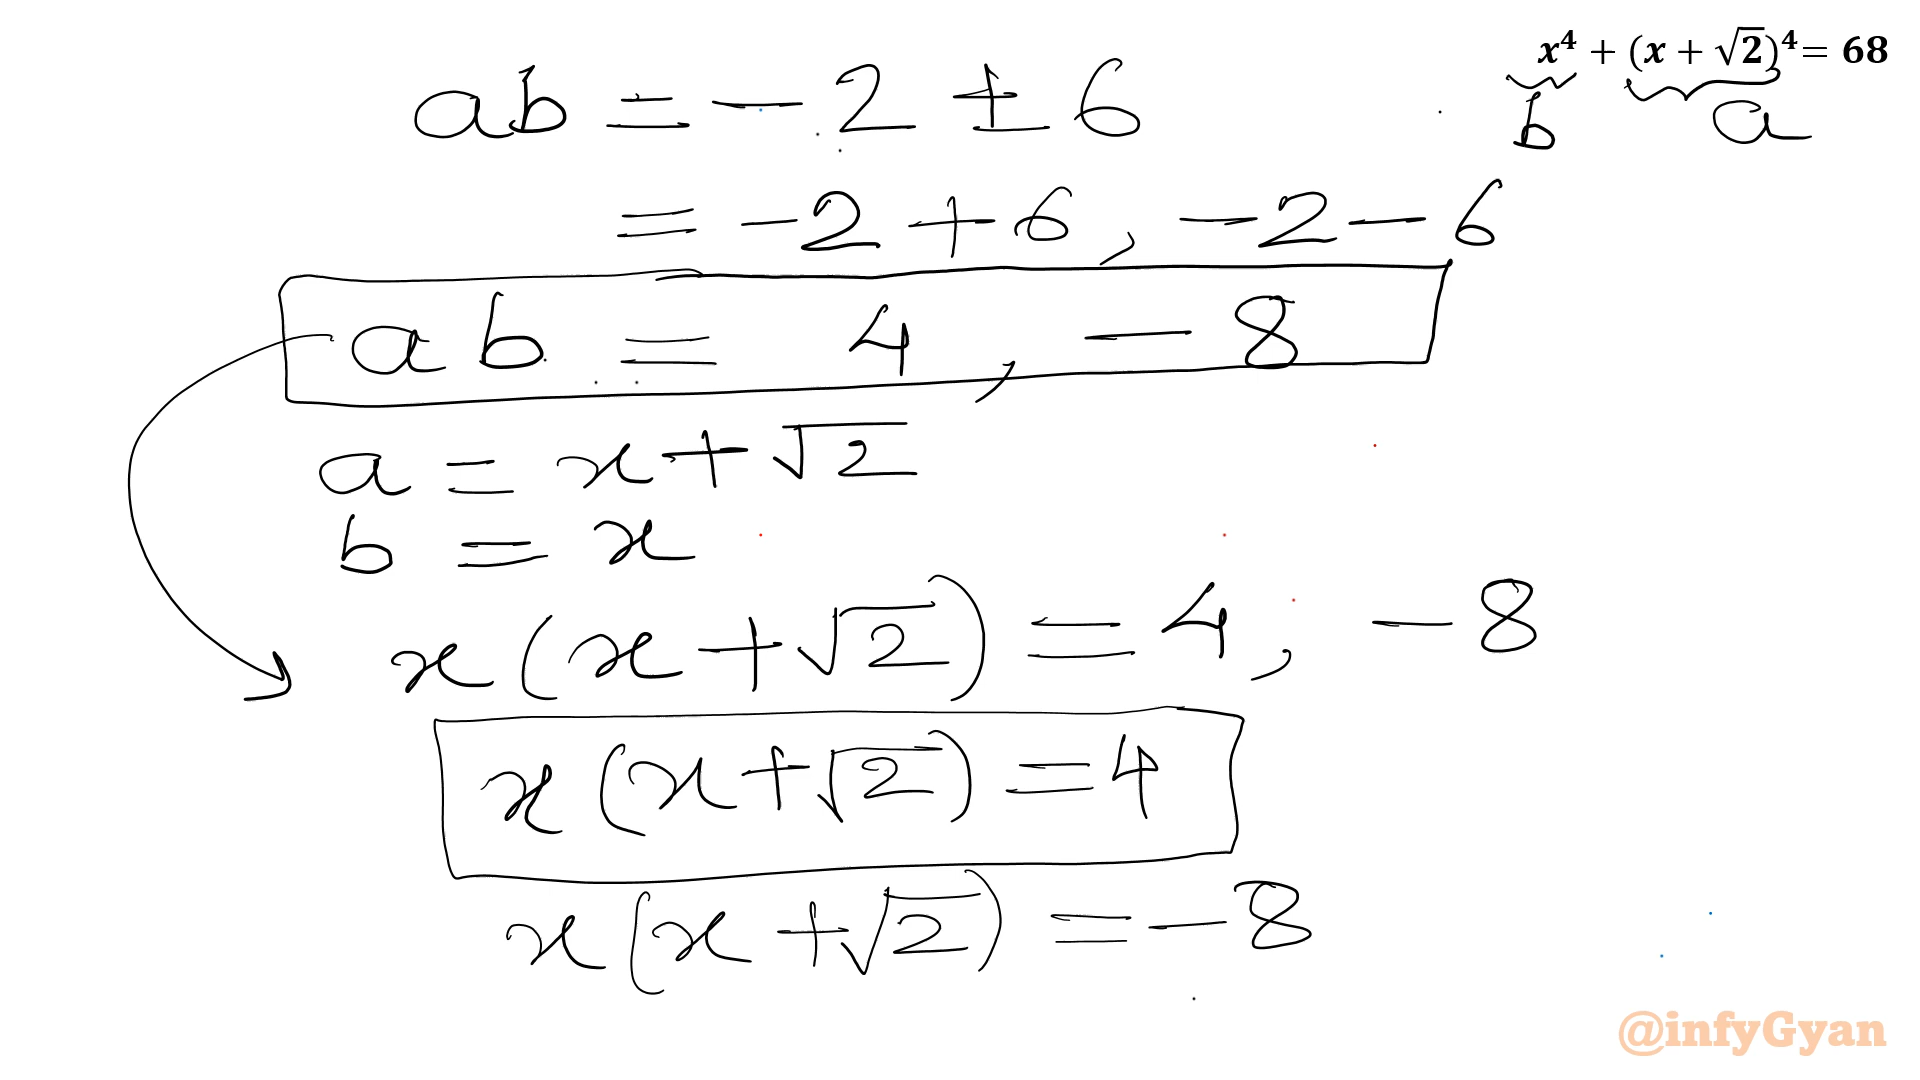 x⁴ + (x + √2)⁴= 68
b a
ab = -2 ± 6
= -2 + 6, -2 - 6
ab = 4, -8
a = x + √2
b = x
x(x + √2) = 4, -8
x(x + √2) = 4
x(x + √2) = -8
@infyGyan